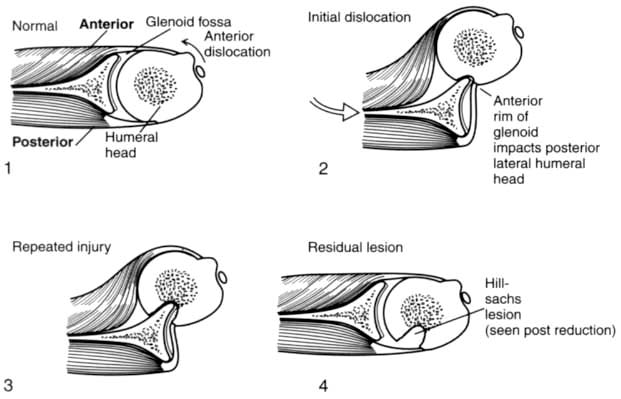 Normal
Anterior
Glenoid fossa
Anterior
dislocation
Posterior
Humeral
head
1
Initial dislocation
Anterior
rim of
glenoid
impacts posterior
lateral humeral
head
2
Repeated injury
3
Residual lesion
Hill-
sachs
lesion
(seen post reduction)
4